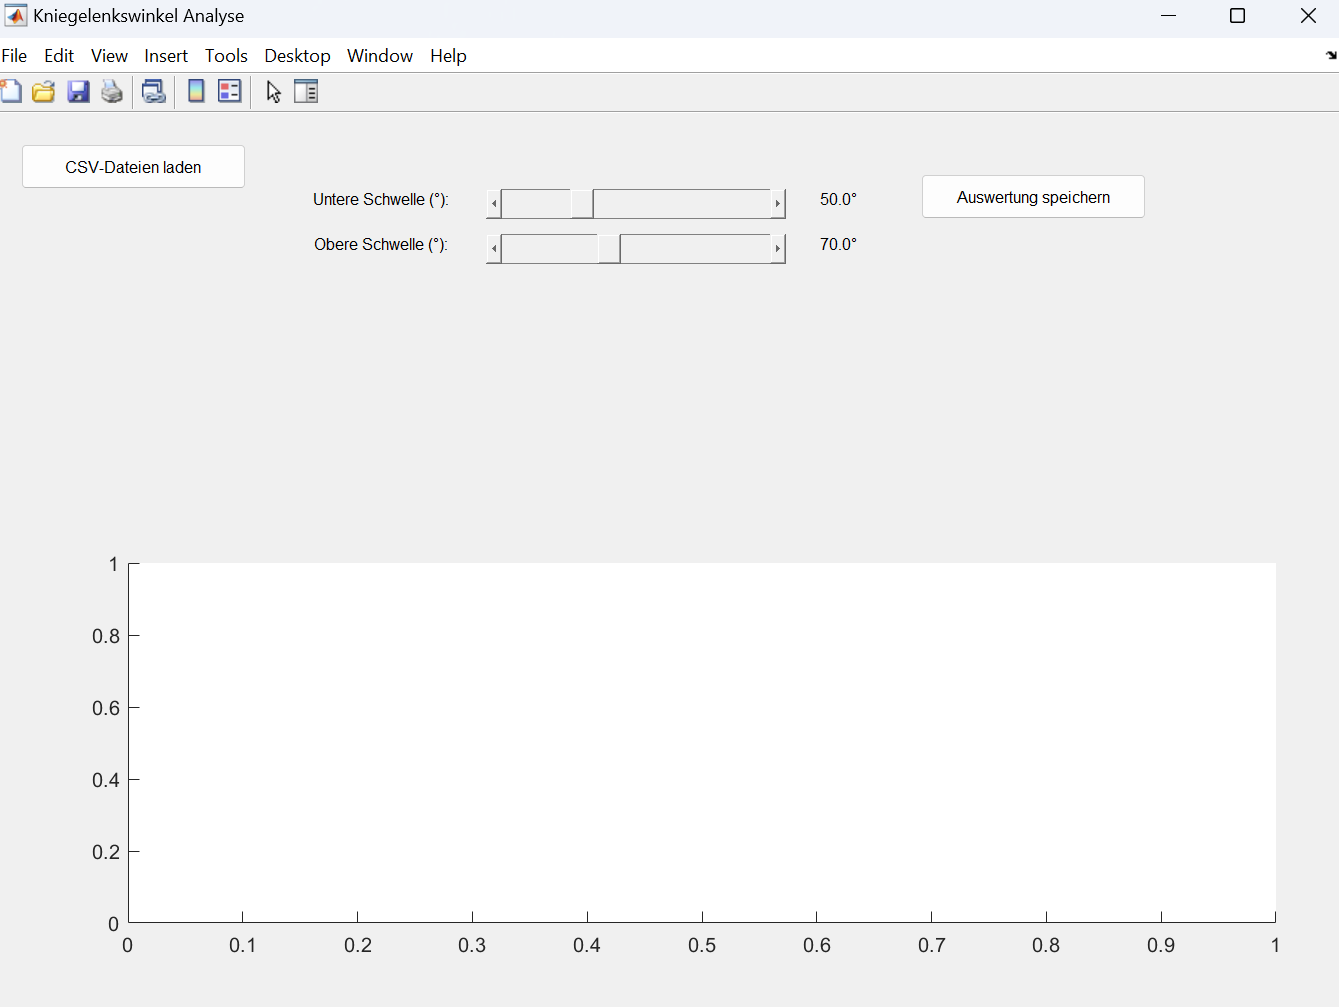 Kniegelenkswinkel Analyse
File Edit View Insert Tools Desktop Window Help
CSV-Dateien laden
Untere Schwelle (°): 50.0°
Auswertung speichern
Obere Schwelle (°): 70.0°
1
0.8
0.6
0.4
0.2
0
0 0.1 0.2 0.3 0.4 0.5 0.6 0.7 0.8 0.9 1